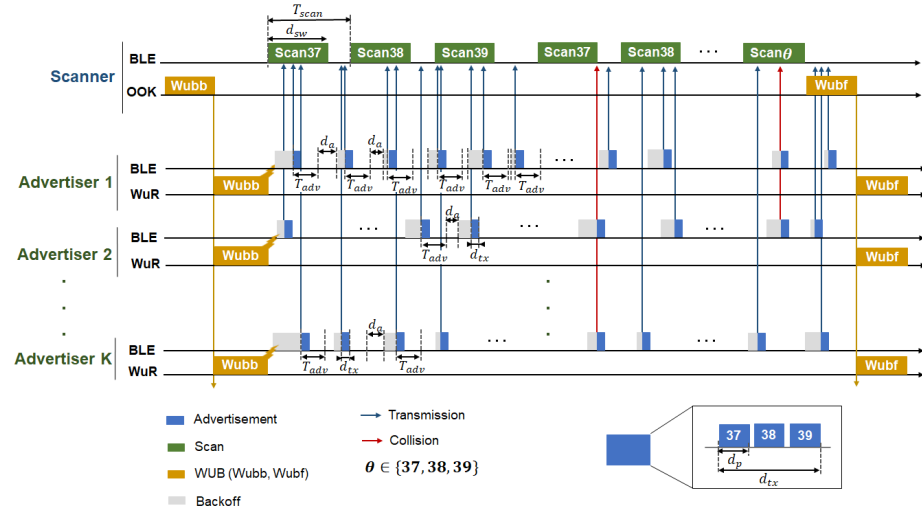 T_scan
d_sw
Scan37 Scan38 Scan39 Scan37 Scan38 ··· Scanθ
BLE
Scanner
OOK
Wubb Wubf
d_a d_a
BLE ···
Advertiser 1
T_adv T_adv T_adv T_adv T_adv T_adv
Wubb Wubf
WuR
d_a
··· ··· ···
BLE
Advertiser 2
T_adv d_tx
Wubb Wubf
WuR
d_a
··· ···
BLE
Advertiser K
T_adv d_tx T_adv
Wubb Wubf
WuR
Advertisement
Scan
WUB (Wubb, Wubf)
Backoff
Transmission
Collision
θ ∈ {37, 38, 39}
37 38 39
d_p
d_tx